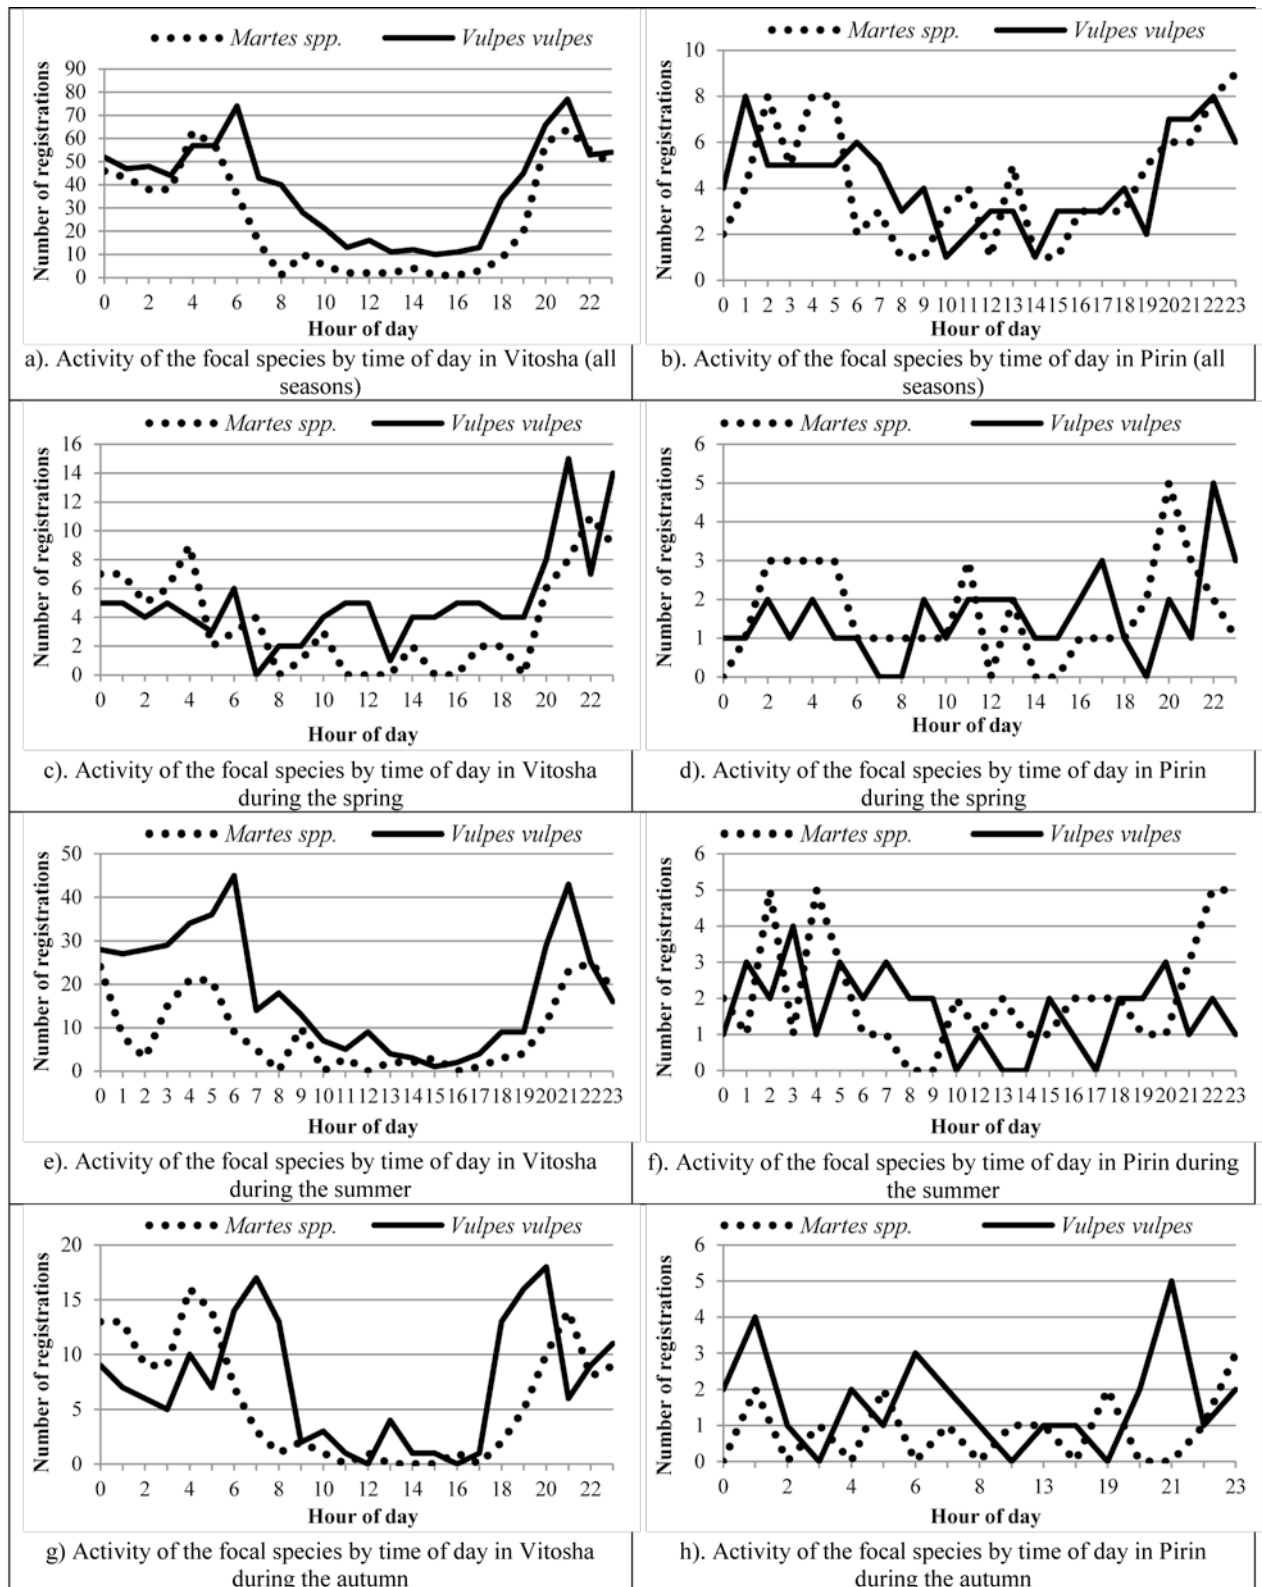 Martes spp. Vulpes vulpes
Number of registrations
90
80
70
60
50
40
30
20
10
0
0 2 4 6 8 10 12 14 16 18 20 22
Hour of day
a). Activity of the focal species by time of day in Vitosha (all
seasons)
Martes spp. Vulpes vulpes
Number of registrations
10
8
6
4
2
0
0 1 2 3 4 5 6 7 8 9 10 11 12 13 14 15 16 17 18 19 20 21 22 23
Hour of day
b). Activity of the focal species by time of day in Pirin (all
seasons)
Martes spp. Vulpes vulpes
Number of registrations
16
14
12
10
8
6
4
2
0
0 2 4 6 8 10 12 14 16 18 20 22
Hour of day
c). Activity of the focal species by time of day in Vitosha
during the spring
Martes spp. Vulpes vulpes
Number of registrations
6
5
4
3
2
1
0
0 2 4 6 8 10 12 14 16 18 20 22
Hour of day
d). Activity of the focal species by time of day in Pirin
during the spring
Martes spp. Vulpes vulpes
Number of registrations
50
40
30
20
10
0
0 1 2 3 4 5 6 7 8 9 10 11 12 13 14 15 16 17 18 19 20 21 22 23
Hour of day
e). Activity of the focal species by time of day in Vitosha
during the summer
Martes spp. Vulpes vulpes
Number of registrations
6
5
4
3
2
1
0
0 1 2 3 4 5 6 7 8 9 10 11 12 13 14 15 16 17 18 19 20 21 22 23
Hour of day
f). Activity of the focal species by time of day in Pirin during
the summer
Martes spp. Vulpes vulpes
Number of registrations
20
15
10
5
0
0 2 4 6 8 10 12 14 16 18 20 22
Hour of day
g) Activity of the focal species by time of day in Vitosha
during the autumn
Martes spp. Vulpes vulpes
Number of registrations
6
5
4
3
2
1
0
0 2 4 6 8 13 19 21 23
Hour of day
h). Activity of the focal species by time of day in Pirin
during the autumn